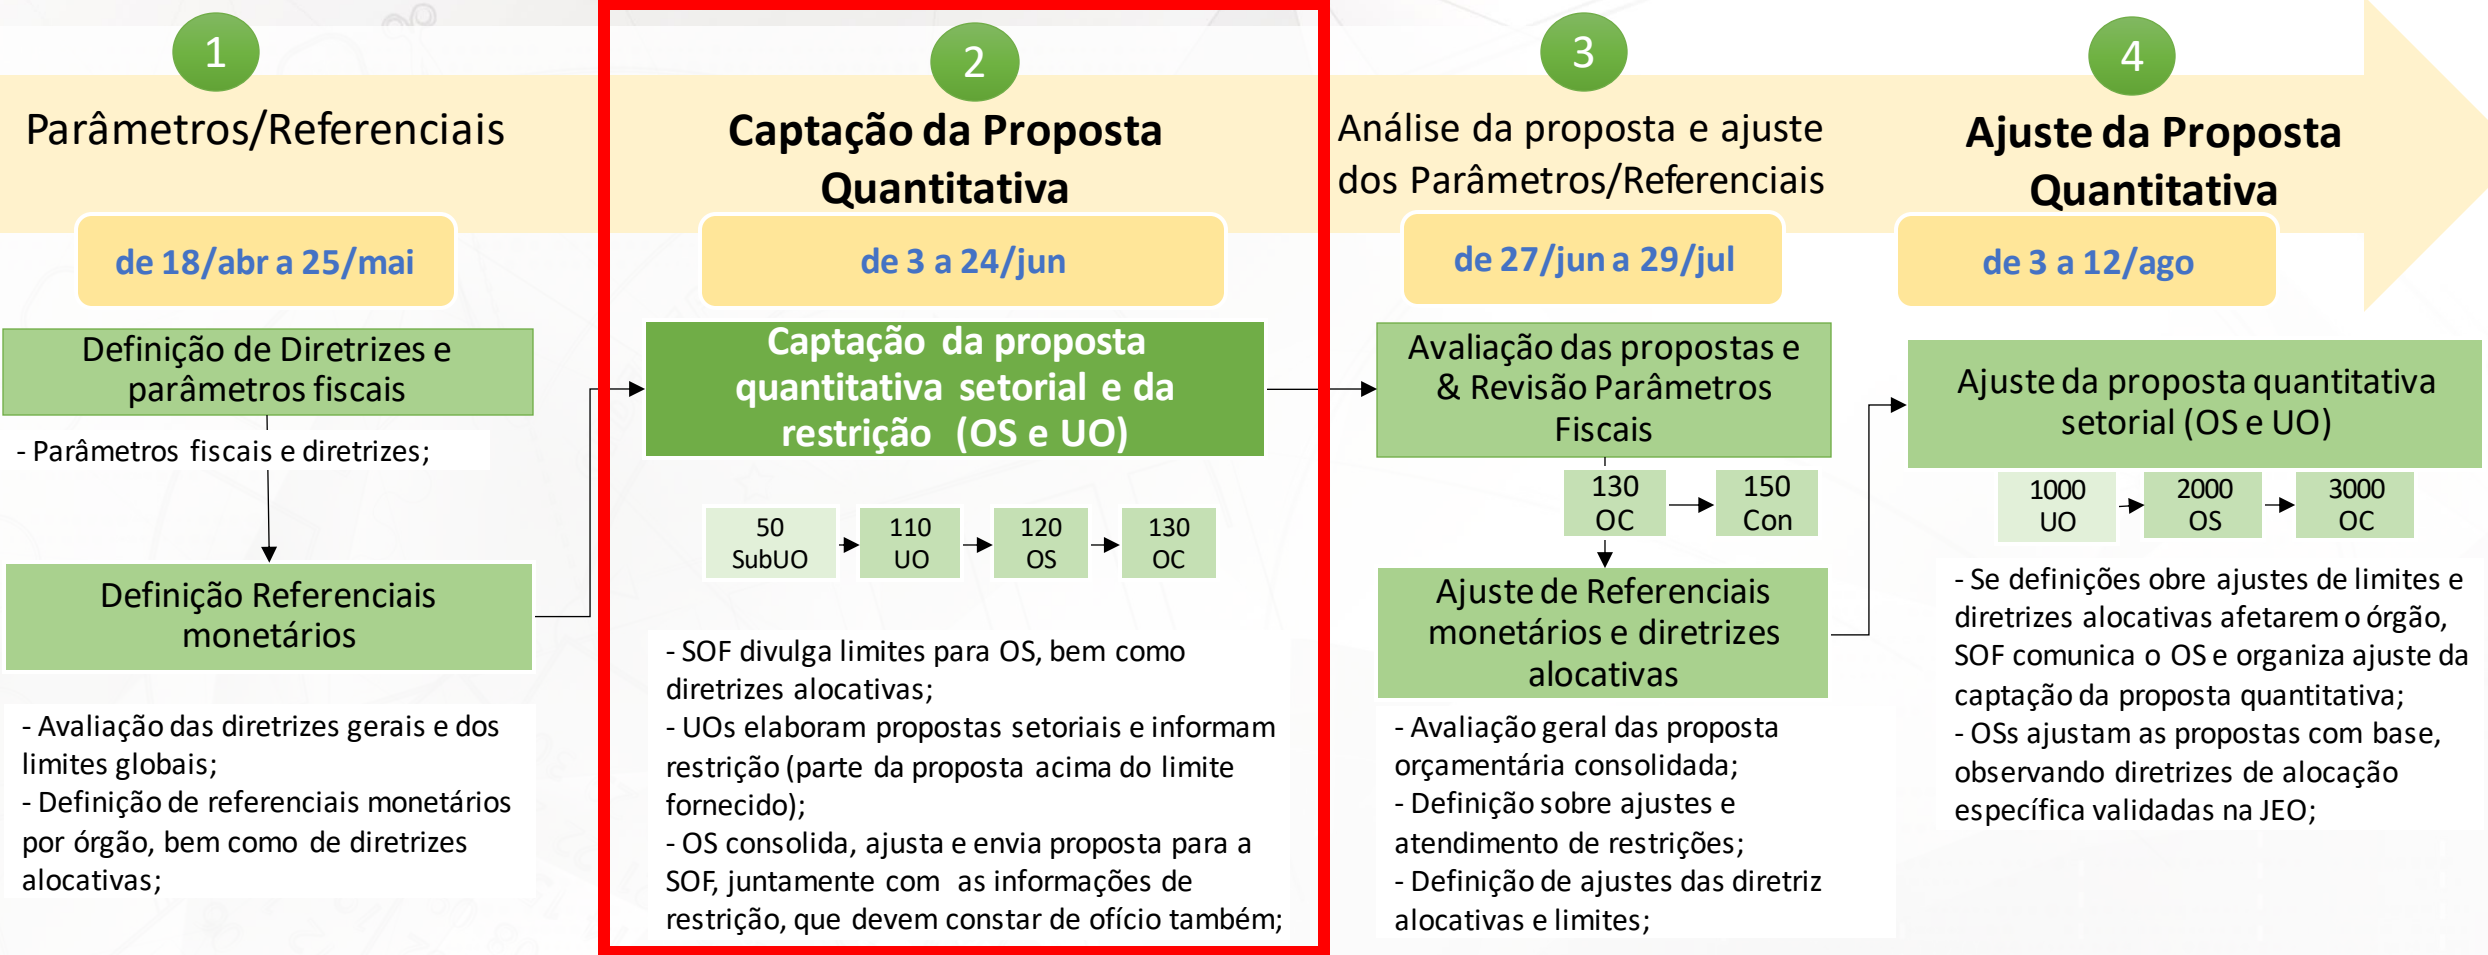 1
Parâmetros/Referenciais
de 18/abr a 25/mai
Definição de Diretrizes e
parâmetros fiscais
- Parâmetros fiscais e diretrizes;
Definição Referenciais
monetários
- Avaliação das diretrizes gerais e dos
limites globais;
- Definição de referenciais monetários
por órgão, bem como de diretrizes
alocativas;
2
Captação da Proposta
Quantitativa
de 3 a 24/jun
Captação da proposta
quantitativa setorial e da
restrição (OS e UO)
50
SubUO
110
UO
120
OS
130
OC
- SOF divulga limites para OS, bem como
diretrizes alocativas;
- UOs elaboram propostas setoriais e informam
restrição (parte da proposta acima do limite
fornecido);
- OS consolida, ajusta e envia proposta para a
SOF, juntamente com as informações de
restrição, que devem constar de ofício também;
3
Análise da proposta e ajuste
dos Parâmetros/Referenciais
de 27/jun a 29/jul
Avaliação das propostas e
& Revisão Parâmetros
Fiscais
130
OC
150
Con
Ajuste de Referenciais
monetários e diretrizes
alocativas
- Avaliação geral das proposta
orçamentária consolidada;
- Definição sobre ajustes e
atendimento de restrições;
- Definição de ajustes das diretriz
alocativas e limites;
4
Ajuste da Proposta
Quantitativa
de 3 a 12/ago
Ajuste da proposta quantitativa
setorial (OS e UO)
1000
UO
2000
OS
3000
OC
- Se definições obre ajustes de limites e
diretrizes alocativas afetarem o órgão,
SOF comunica o OS e organiza ajuste da
captação da proposta quantitativa;
- OSs ajustam as propostas com base,
observando diretrizes de alocação
específica validadas na JEO;